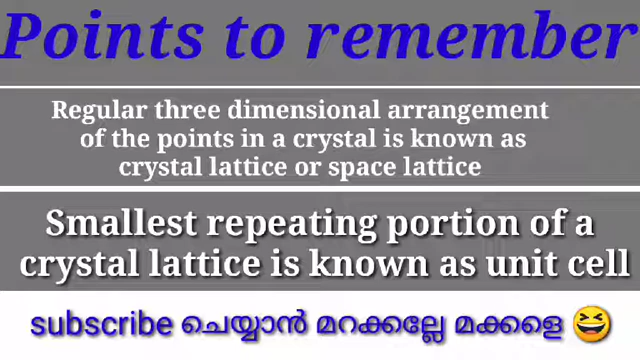 Points to remember
Regular three dimensional arrangement
of the points in a crystal is known as
crystal lattice or space lattice
Smallest repeating portion of a
crystal lattice is known as unit cell
subscribe ചെയ്യാൻ മറക്കല്ലേ മക്കളെ 😆